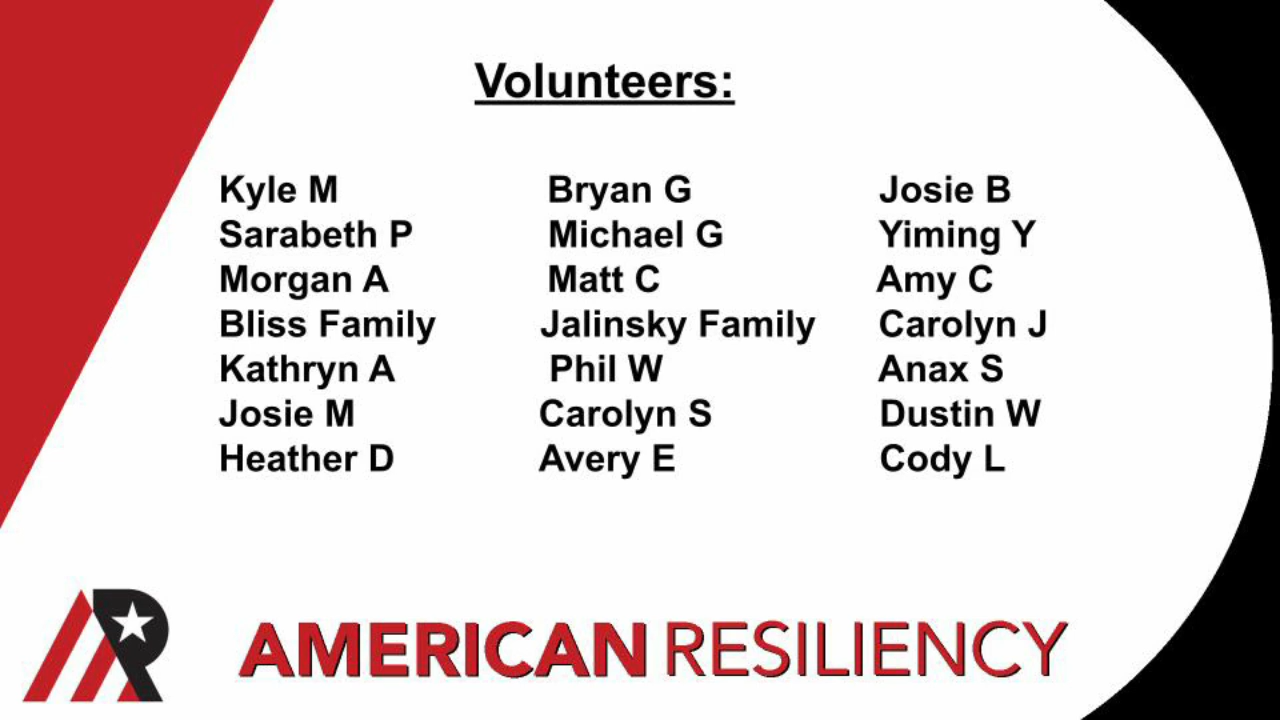 Volunteers:
Kyle M Bryan G Josie B
Sarabeth P Michael G Yiming Y
Morgan A Matt C Amy C
Bliss Family Jalinsky Family Carolyn J
Kathryn A Phil W Anax S
Josie M Carolyn S Dustin W
Heather D Avery E Cody L
AMERICAN RESILIENCY